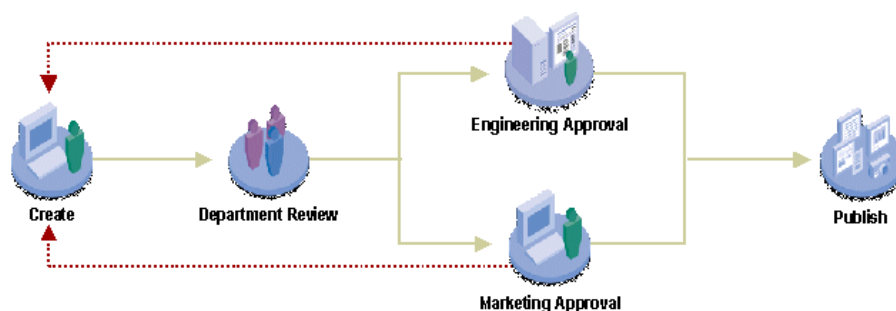 Engineering Approval
Create
Department Review
Publish
Marketing Approval